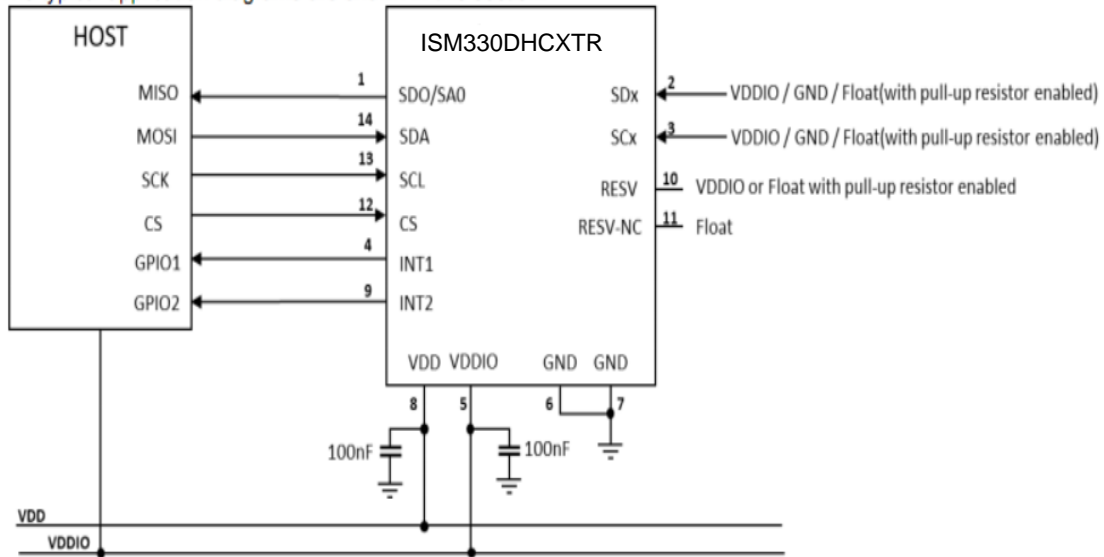 HOST
ISM330DHCXTR
MISO
1
SDO/SA0
SDx
2
VDDIO / GND / Float(with pull-up resistor enabled)
MOSI
14
SDA
SCx
3
VDDIO / GND / Float(with pull-up resistor enabled)
SCK
13
SCL
RESV
10
VDDIO or Float with pull-up resistor enabled
CS
12
CS
RESV-NC
11
Float
GPIO1
4
INT1
GPIO2
9
INT2
VDD VDDIO GND GND
8
5
6
7
100nF
100nF
VDD
VDDIO